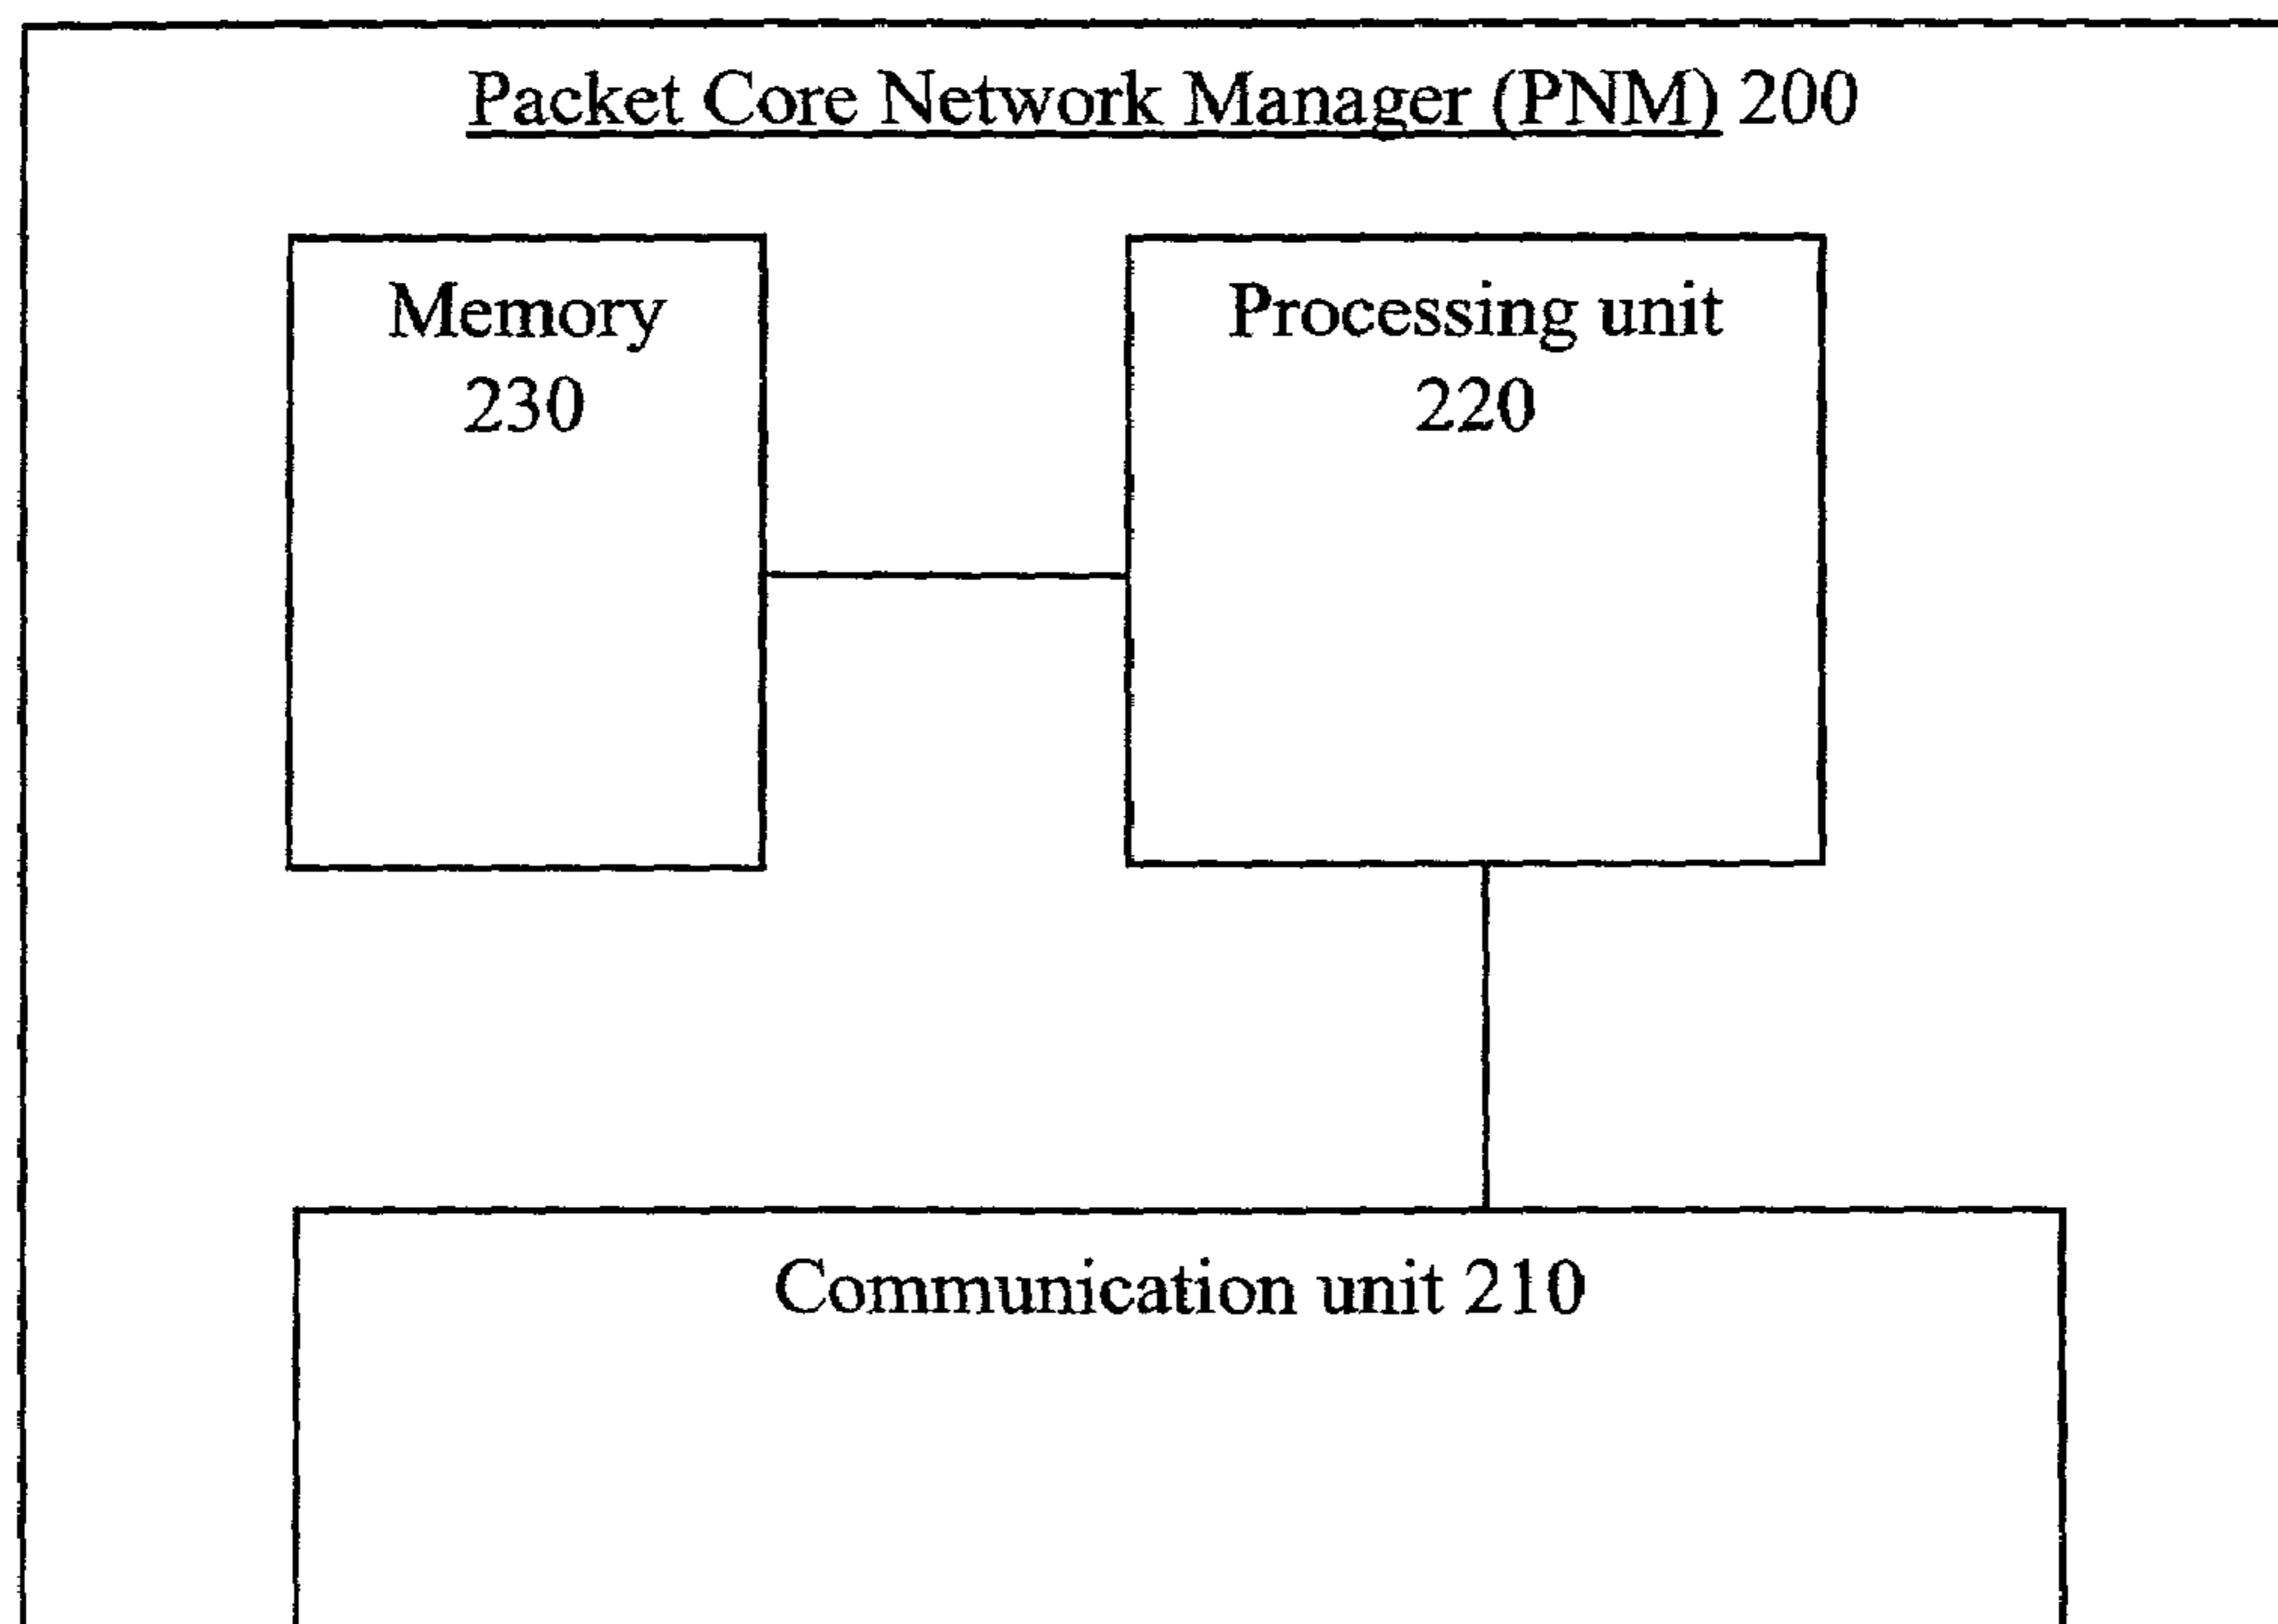 Packet Core Network Manager (PNM) 200
Memory
230
Processing unit
220
Communication unit 210